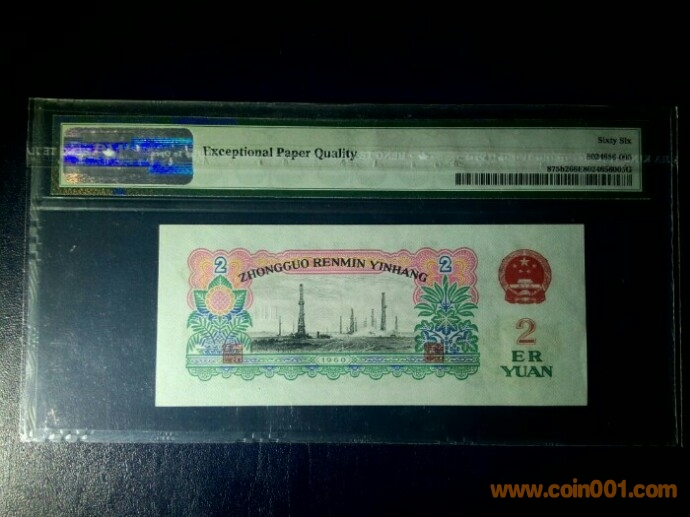 Exceptional Paper Quality
Sixty Six
2
ZHONGGUO RENMIN YINHANG
2
1960
2
ER
YUAN
www.coin001.com